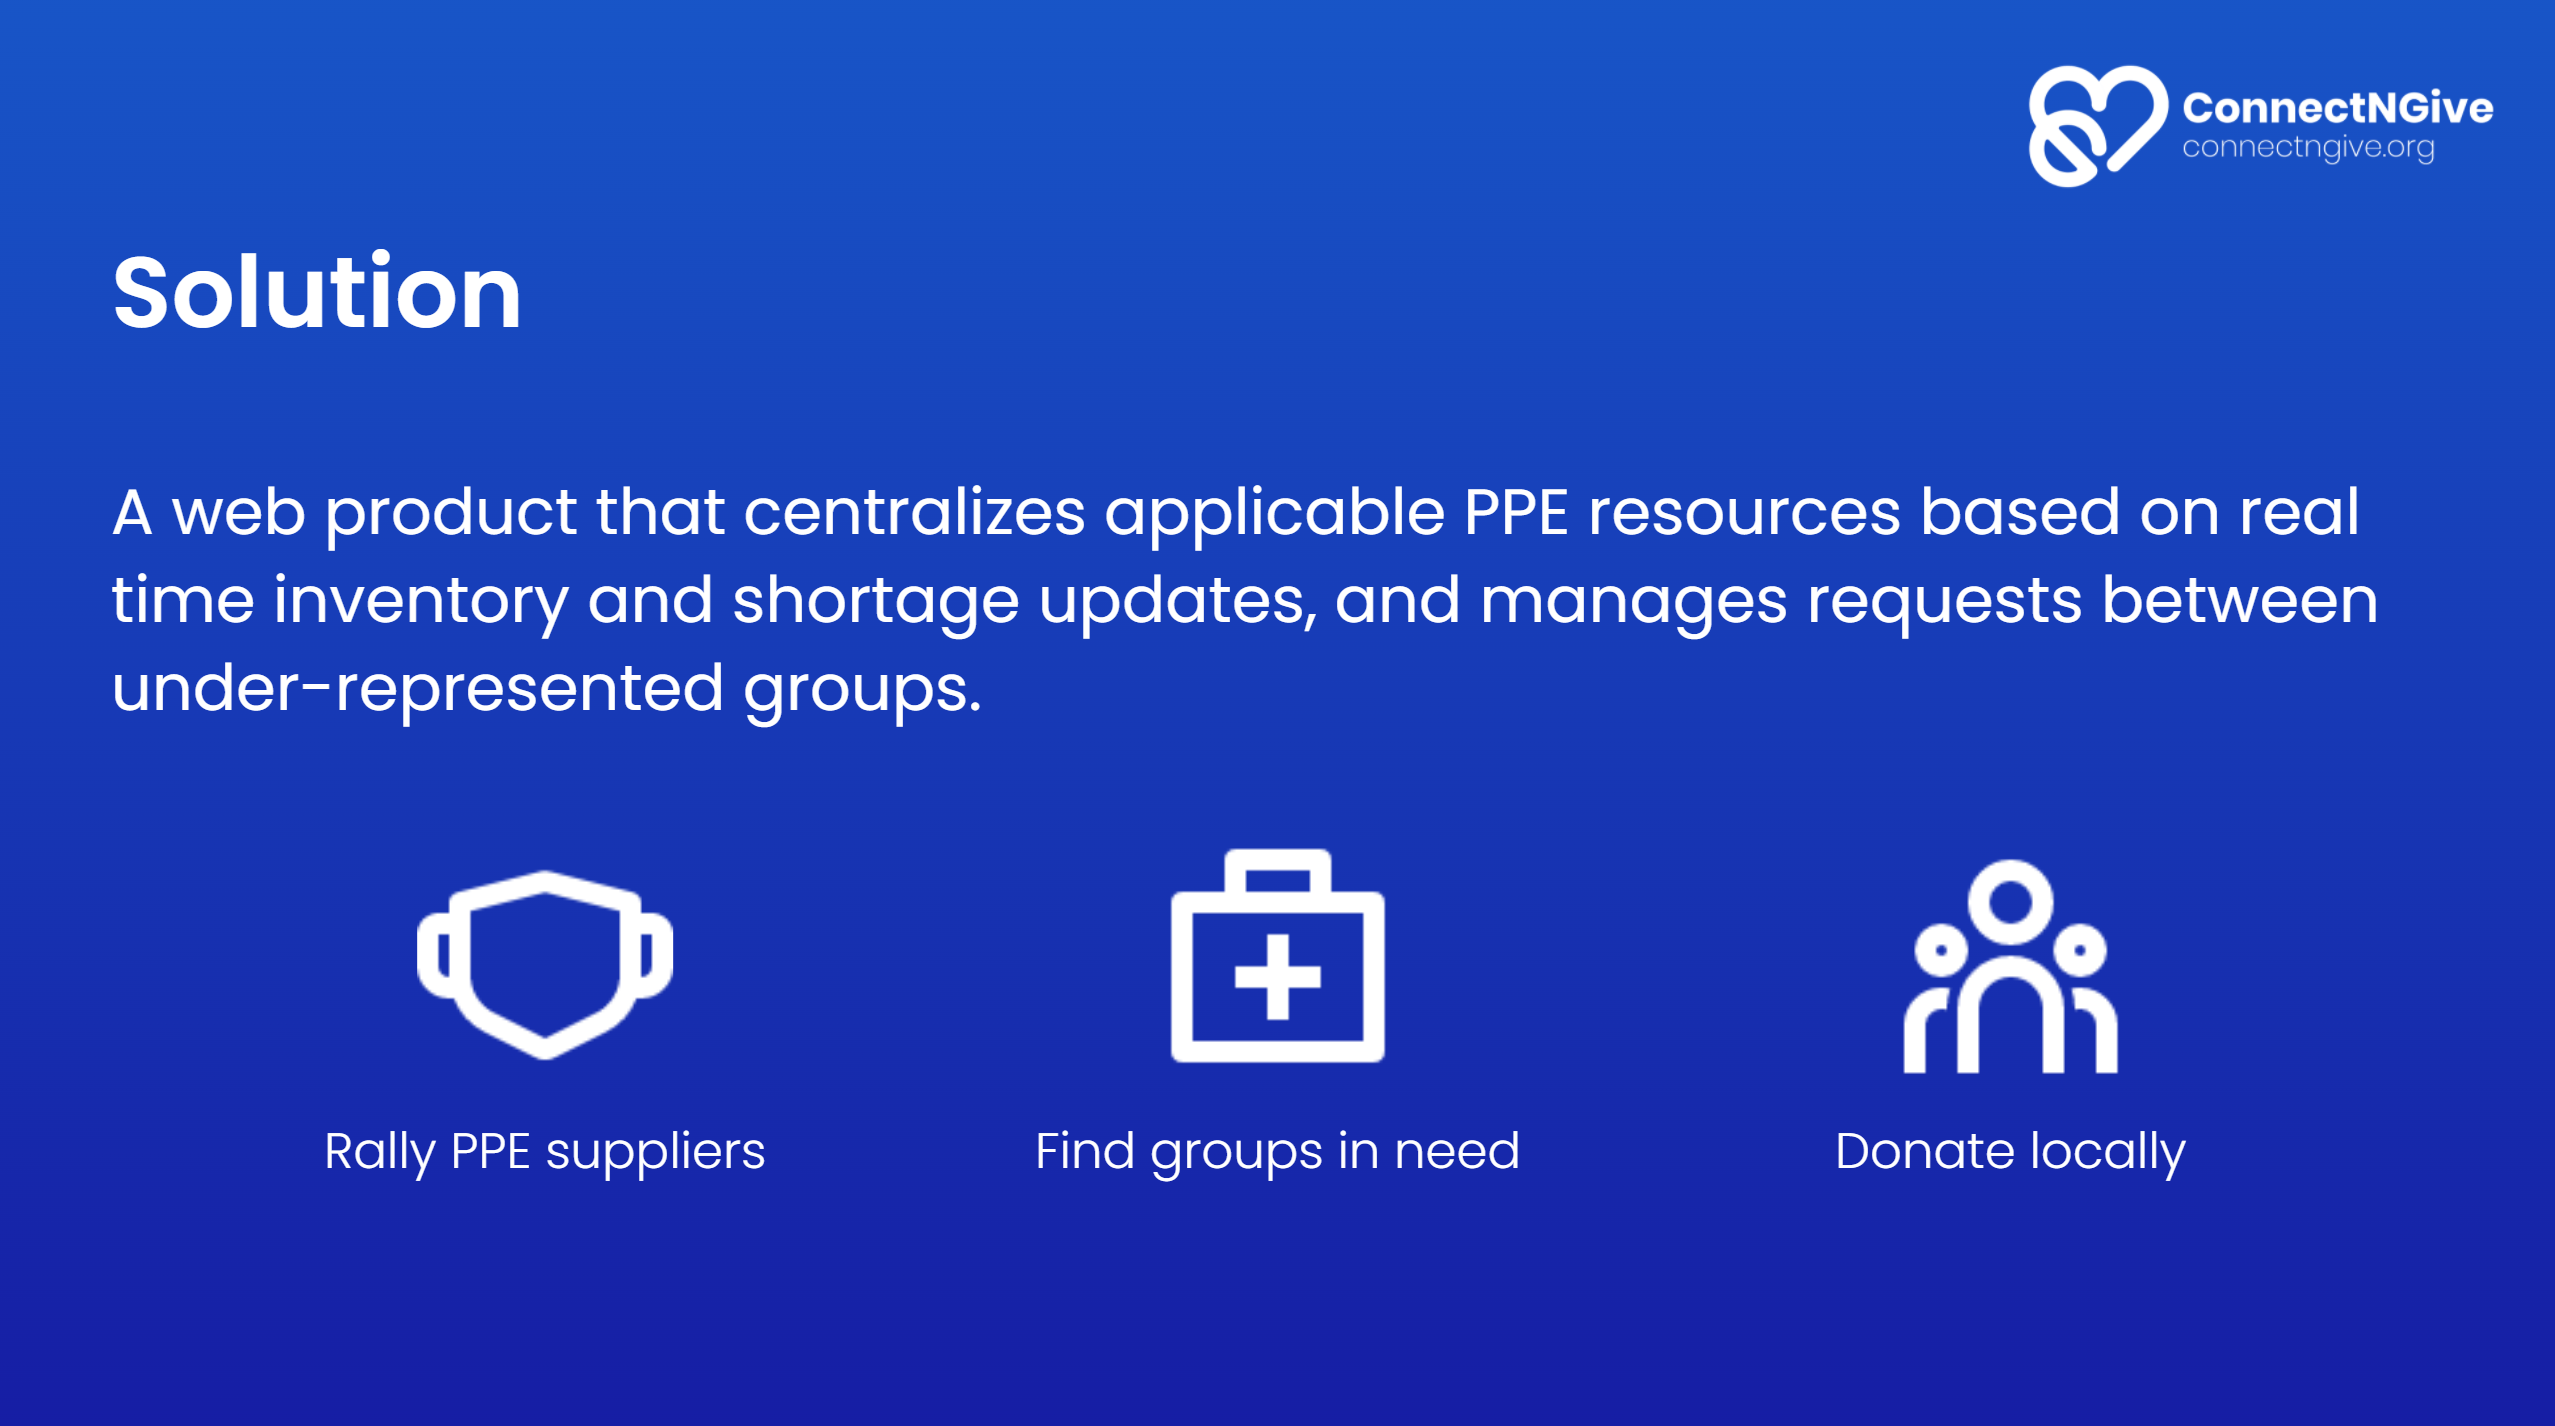 ConnectNGive
connectngive.org
Solution
A web product that centralizes applicable PPE resources based on real
time inventory and shortage updates, and manages requests between
under-represented groups.
Rally PPE suppliers
Find groups in need
Donate locally